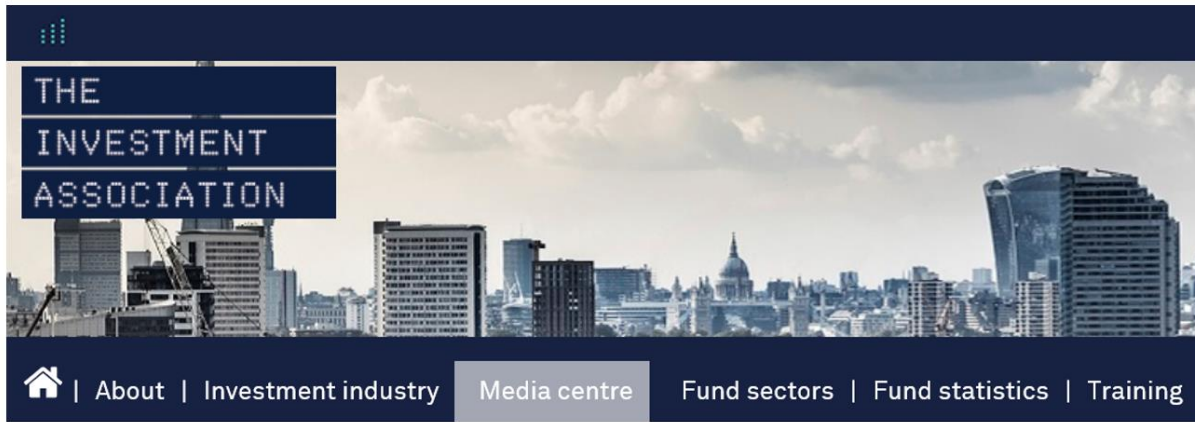 THE
INVESTMENT
ASSOCIATION
| About | Investment industry Media centre Fund sectors | Fund statistics | Training